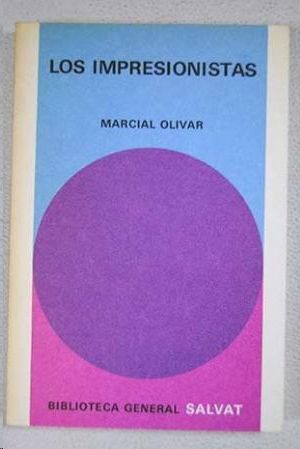 LOS IMPRESIONISTAS
MARCIAL OLIVAR
BIBLIOTECA GENERAL SALVAT